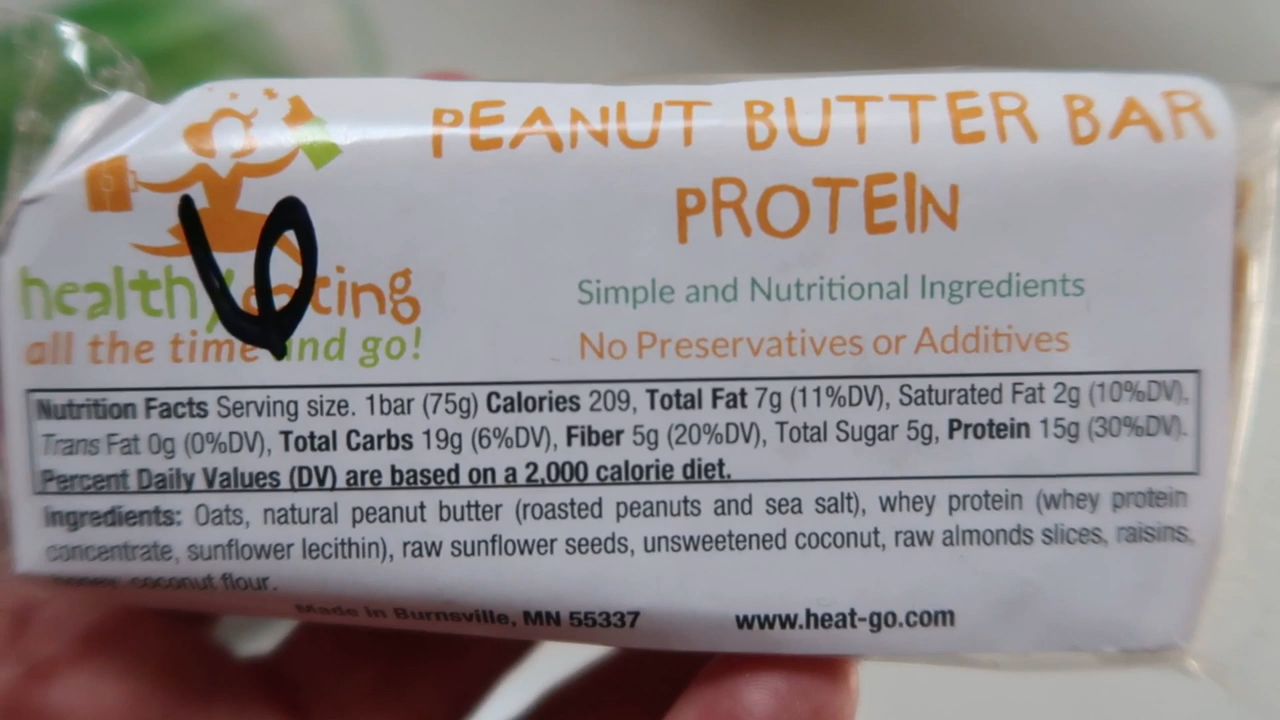 PEANUT BUTTER BAR
PROTEIN
healthy eating
all the time and go!
Simple and Nutritional Ingredients
No Preservatives or Additives
Nutrition Facts Serving size. 1bar (75g) Calories 209, Total Fat 7g (11%DV), Saturated Fat 2g (10%DV),
Trans Fat 0g (0%DV), Total Carbs 19g (6%DV), Fiber 5g (20%DV), Total Sugar 5g, Protein 15g (30%DV).
Percent Daily Values (DV) are based on a 2,000 calorie diet.
Ingredients: Oats, natural peanut butter (roasted peanuts and sea salt), whey protein (whey protein
concentrate, sunflower lecithin), raw sunflower seeds, unsweetened coconut, raw almonds slices, raisins,
honey, coconut flour.
Made in Burnsville, MN 55337
www.heat-go.com